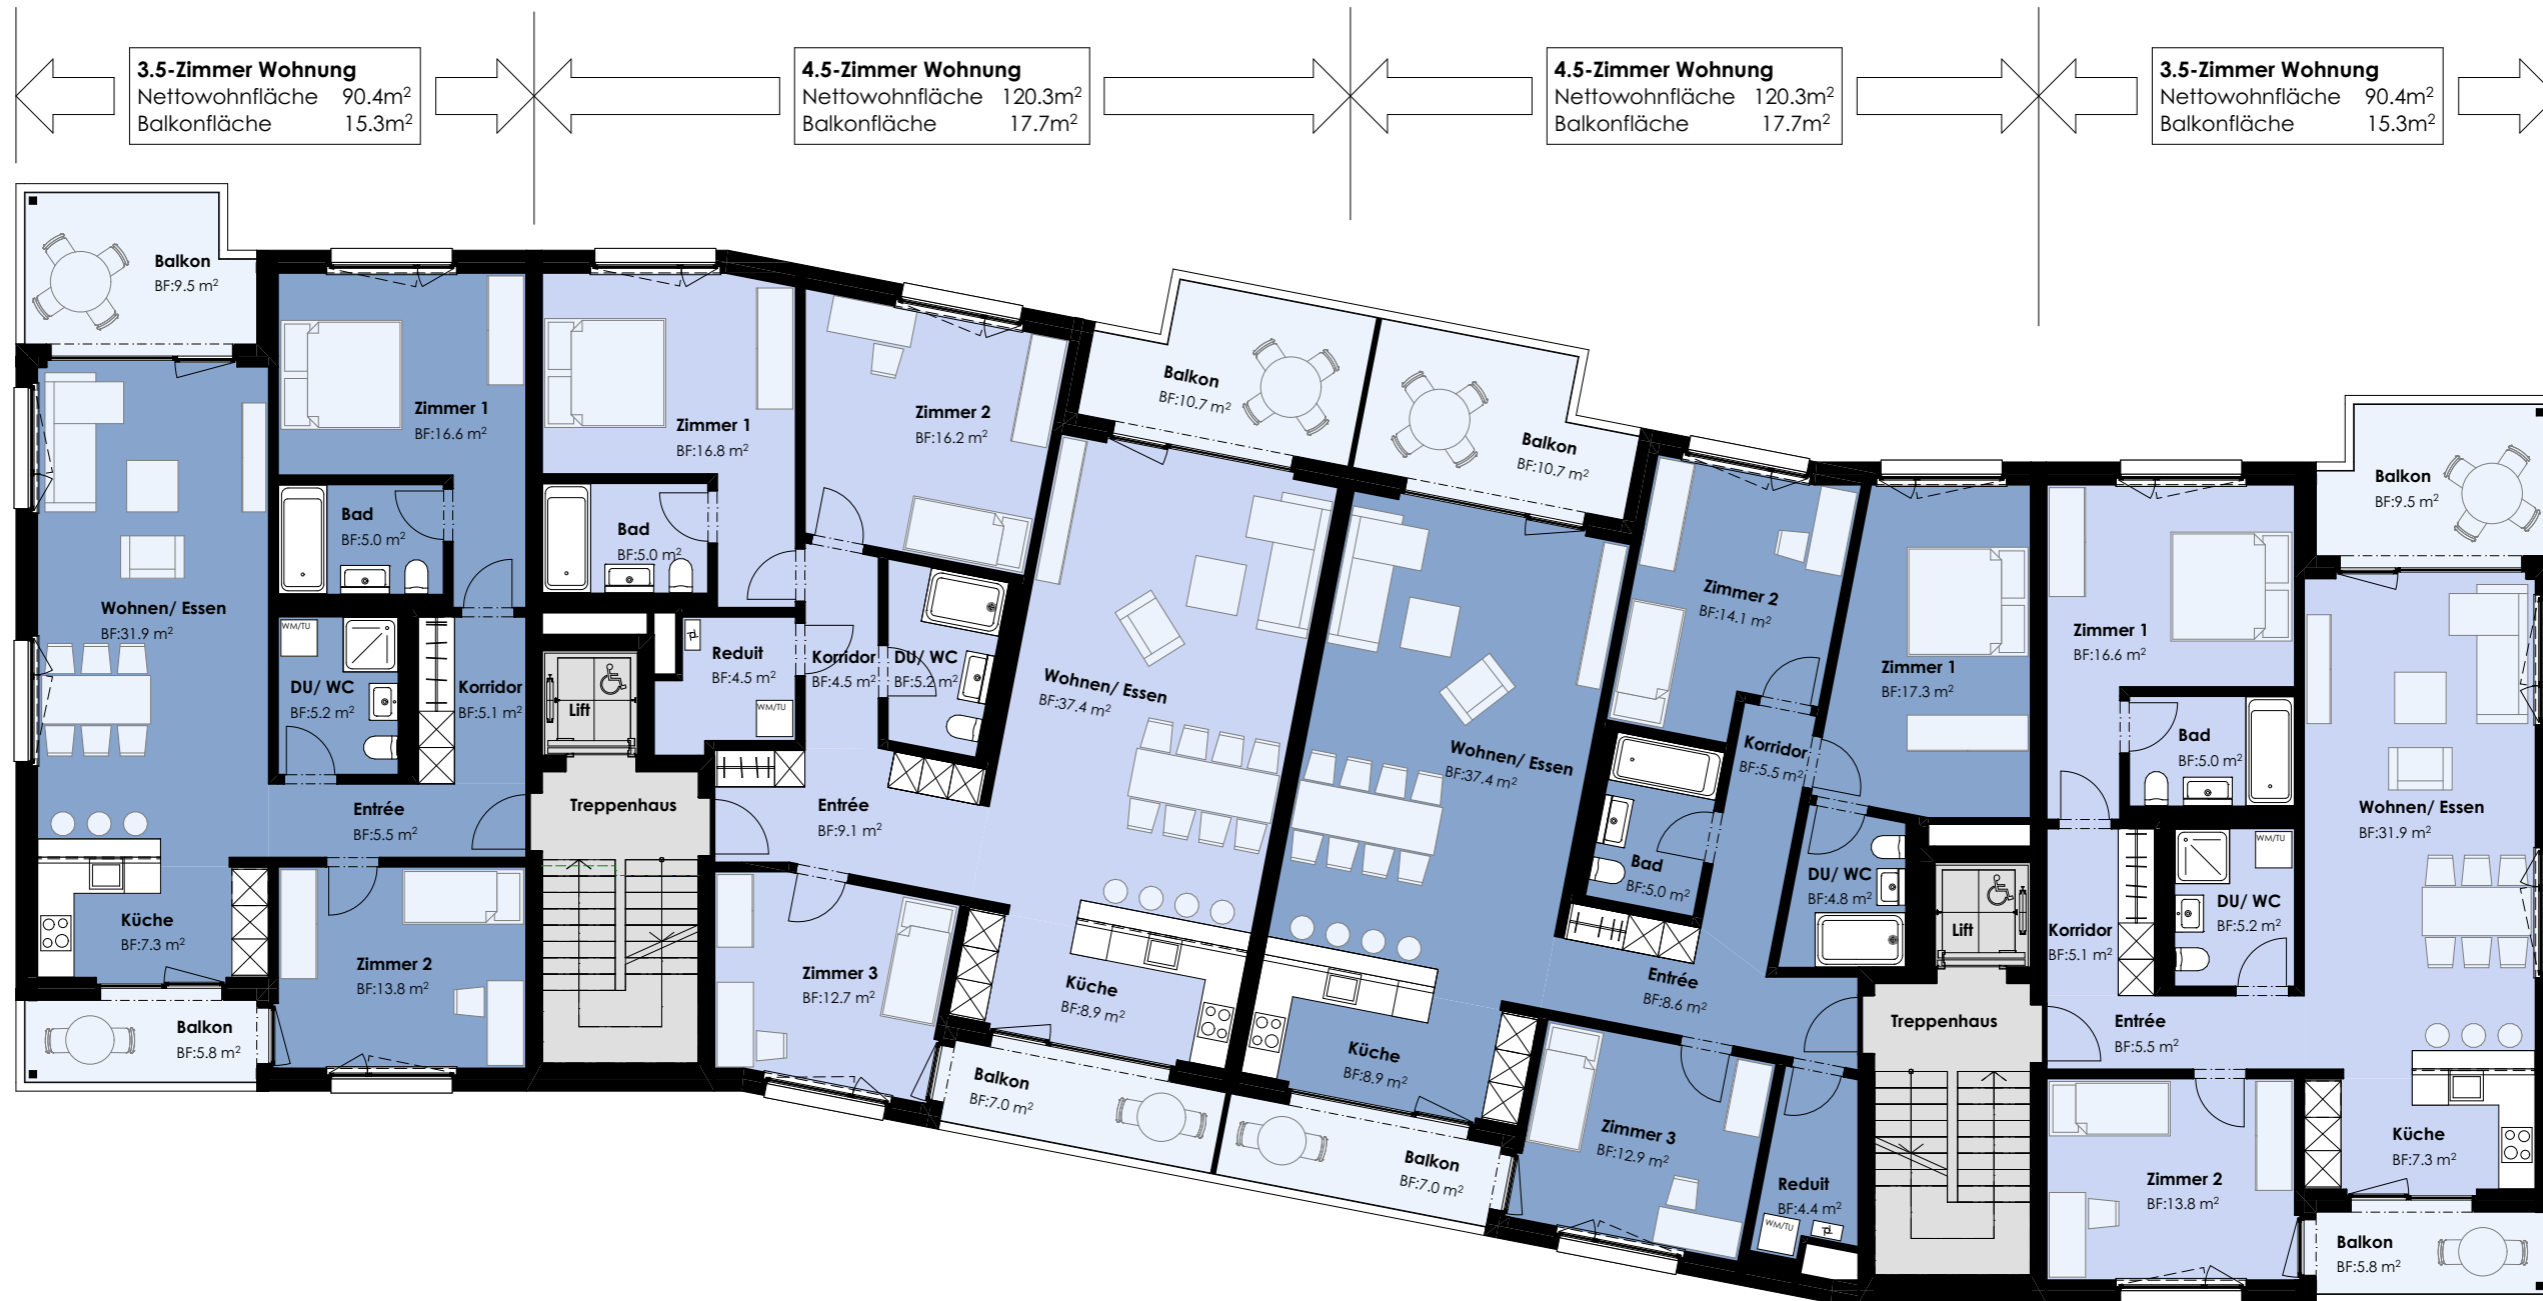 3.5-Zimmer Wohnung
Nettowohnfläche 90.4m²
Balkonfläche 15.3m²
4.5-Zimmer Wohnung
Nettowohnfläche 120.3m²
Balkonfläche 17.7m²
4.5-Zimmer Wohnung
Nettowohnfläche 120.3m²
Balkonfläche 17.7m²
3.5-Zimmer Wohnung
Nettowohnfläche 90.4m²
Balkonfläche 15.3m²
Balkon
BF:9.5 m²
Zimmer 1
BF:16.6 m²
Bad
BF:5.0 m²
Wohnen/ Essen
BF:31.9 m²
WM/TU
DU/ WC
BF:5.2 m²
Korridor
BF:5.1 m²
Entrée
BF:5.5 m²
Küche
BF:7.3 m²
Zimmer 2
BF:13.8 m²
Balkon
BF:5.8 m²
Lift
Treppenhaus
Zimmer 1
BF:16.8 m²
Bad
BF:5.0 m²
Zimmer 2
BF:16.2 m²
Reduit
BF:4.5 m²
WM/TU
Korridor
BF:4.5 m²
DU/ WC
BF:5.2 m²
Entrée
BF:9.1 m²
Zimmer 3
BF:12.7 m²
Balkon
BF:10.7 m²
Wohnen/ Essen
BF:37.4 m²
Küche
BF:8.9 m²
Balkon
BF:7.0 m²
Balkon
BF:10.7 m²
Wohnen/ Essen
BF:37.4 m²
Küche
BF:8.9 m²
Balkon
BF:7.0 m²
Zimmer 2
BF:14.1 m²
Zimmer 1
BF:17.3 m²
Korridor
BF:5.5 m²
Bad
BF:5.0 m²
DU/ WC
BF:4.8 m²
Entrée
BF:8.6 m²
Zimmer 3
BF:12.9 m²
Reduit
BF:4.4 m²
WM/TU
Lift
Treppenhaus
Balkon
BF:9.5 m²
Zimmer 1
BF:16.6 m²
Bad
BF:5.0 m²
Wohnen/ Essen
BF:31.9 m²
WM/TU
DU/ WC
BF:5.2 m²
Korridor
BF:5.1 m²
Entrée
BF:5.5 m²
Küche
BF:7.3 m²
Zimmer 2
BF:13.8 m²
Balkon
BF:5.8 m²